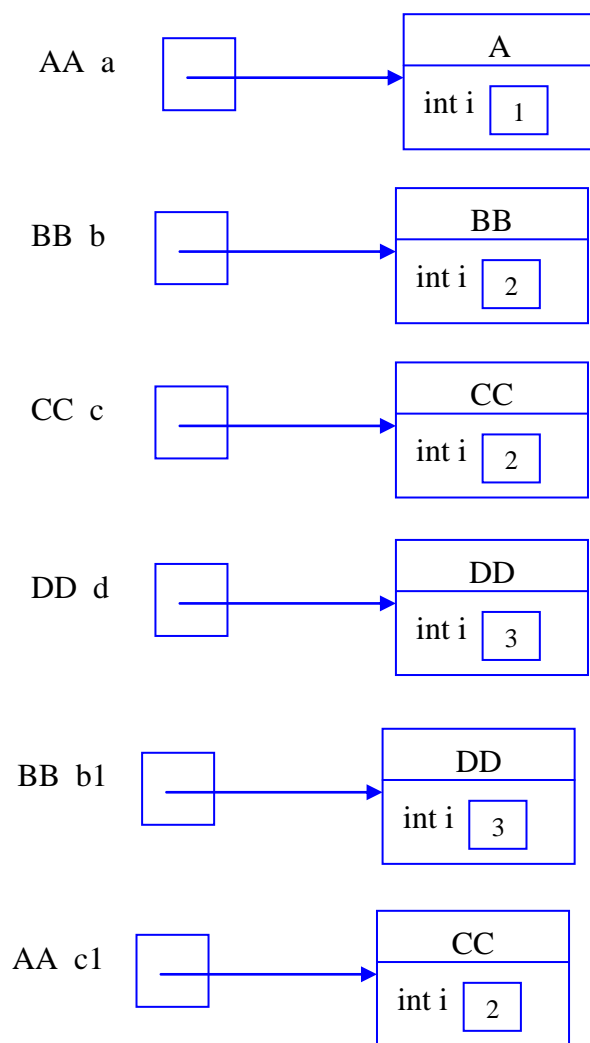 AA a
A
int i 1
BB b
BB
int i 2
CC c
CC
int i 2
DD d
DD
int i 3
BB b1
DD
int i 3
AA c1
CC
int i 2